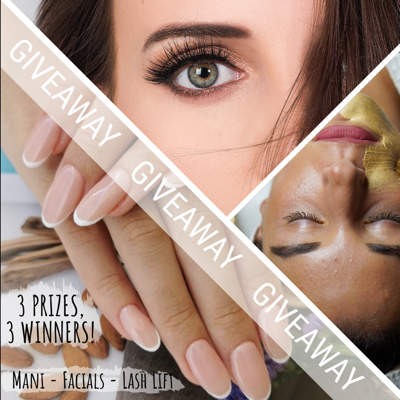 GIVEAWAY
GIVEAWAY
GIVEAWAY
3 PRIZES,
3 WINNERS!
MANI - FACIALS - LASH LIFT